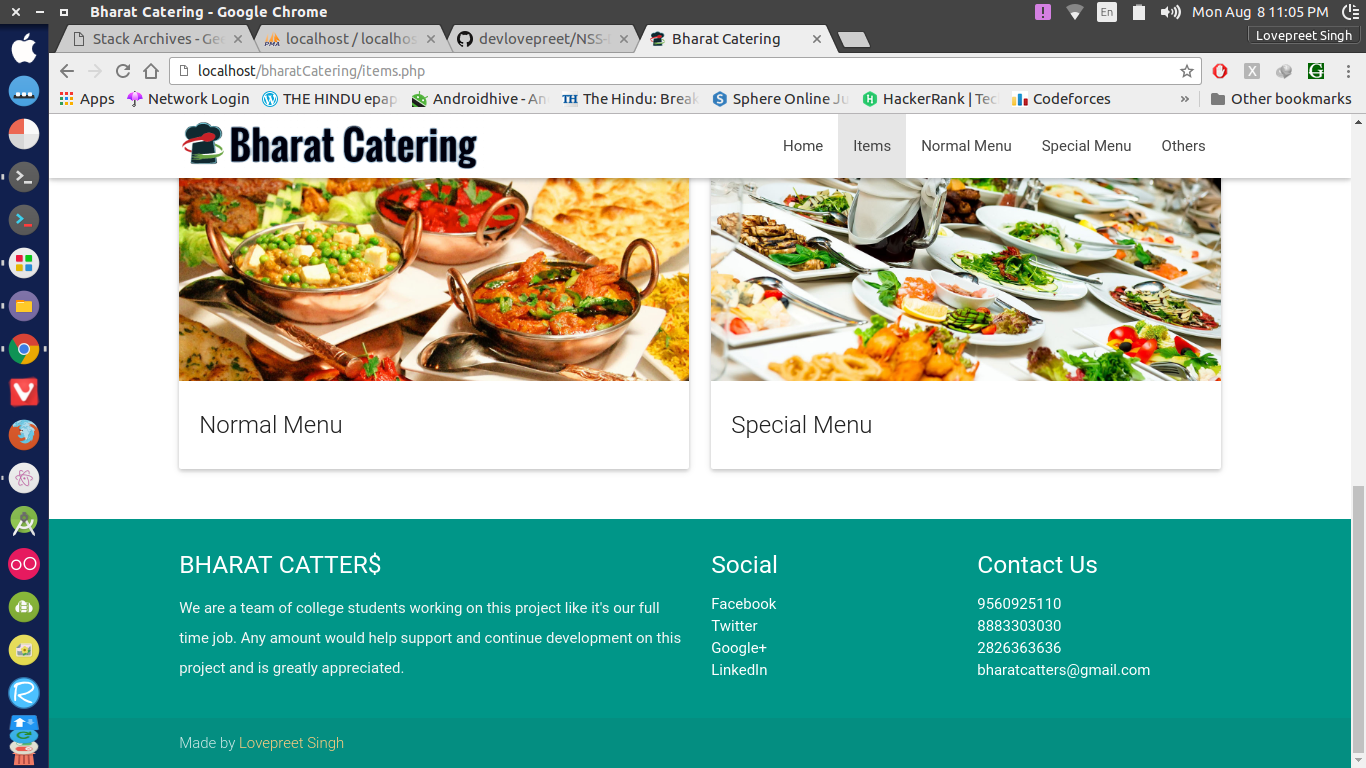 Bharat Catering - Google Chrome
En
Mon Aug 8 11:05 PM
Lovepreet Singh
Stack Archives - Gee
localhost / localhos
devlovepreet/NSS-
Bharat Catering
localhost/bharatCatering/items.php
Apps
Network Login
THE HINDU epap
Androidhive - An
The Hindu: Break
Sphere Online Ju
HackerRank | Tec
Codeforces
»
Other bookmarks
Bharat Catering
Home
Items
Normal Menu
Special Menu
Others
Normal Menu
Special Menu
BHARAT CATTER$
We are a team of college students working on this project like it's our full
time job. Any amount would help support and continue development on this
project and is greatly appreciated.
Social
Facebook
Twitter
Google+
LinkedIn
Contact Us
9560925110
8883303030
2826363636
bharatcatters@gmail.com
Made by Lovepreet Singh